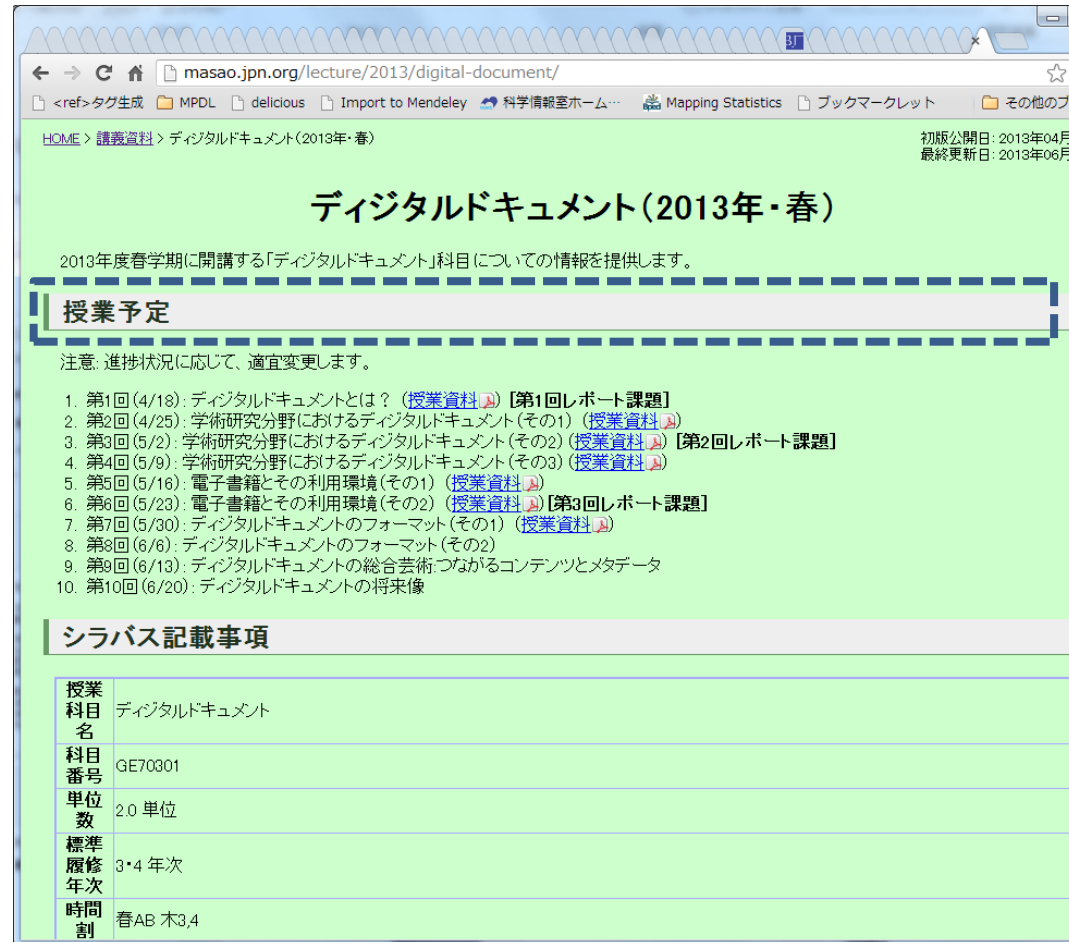 masao.jpn.org/lecture/2013/digital-document/
<ref>タグ生成 MPDL delicious Import to Mendeley 科学情報室ホーム… Mapping Statistics ブックマークレット その他のブ
HOME > 講義資料 > ディジタルドキュメント(2013年・春)
初版公開日: 2013年04月
最終更新日: 2013年06月
ディジタルドキュメント(2013年・春)
2013年度春学期に開講する「ディジタルドキュメント」科目についての情報を提供します。
授業予定
注意: 進捗状況に応じて、適宜変更します。
1. 第1回(4/18): ディジタルドキュメントとは? (授業資料) [第1回レポート課題]
2. 第2回(4/25): 学術研究分野におけるディジタルドキュメント(その1) (授業資料)
3. 第3回(5/2): 学術研究分野におけるディジタルドキュメント(その2) (授業資料) [第2回レポート課題]
4. 第4回(5/9): 学術研究分野におけるディジタルドキュメント(その3) (授業資料)
5. 第5回(5/16): 電子書籍とその利用環境(その1) (授業資料)
6. 第6回(5/23): 電子書籍とその利用環境(その2) (授業資料) [第3回レポート課題]
7. 第7回(5/30): ディジタルドキュメントのフォーマット(その1) (授業資料)
8. 第8回(6/6): ディジタルドキュメントのフォーマット(その2)
9. 第9回(6/13): ディジタルドキュメントの総合芸術:つながるコンテンツとメタデータ
10. 第10回(6/20): ディジタルドキュメントの将来像
シラバス記載事項
授業
科目
名
ディジタルドキュメント
科目
番号
GE70301
単位
数
2.0 単位
標準
履修
年次
3・4 年次
時間
割
春AB 木3,4